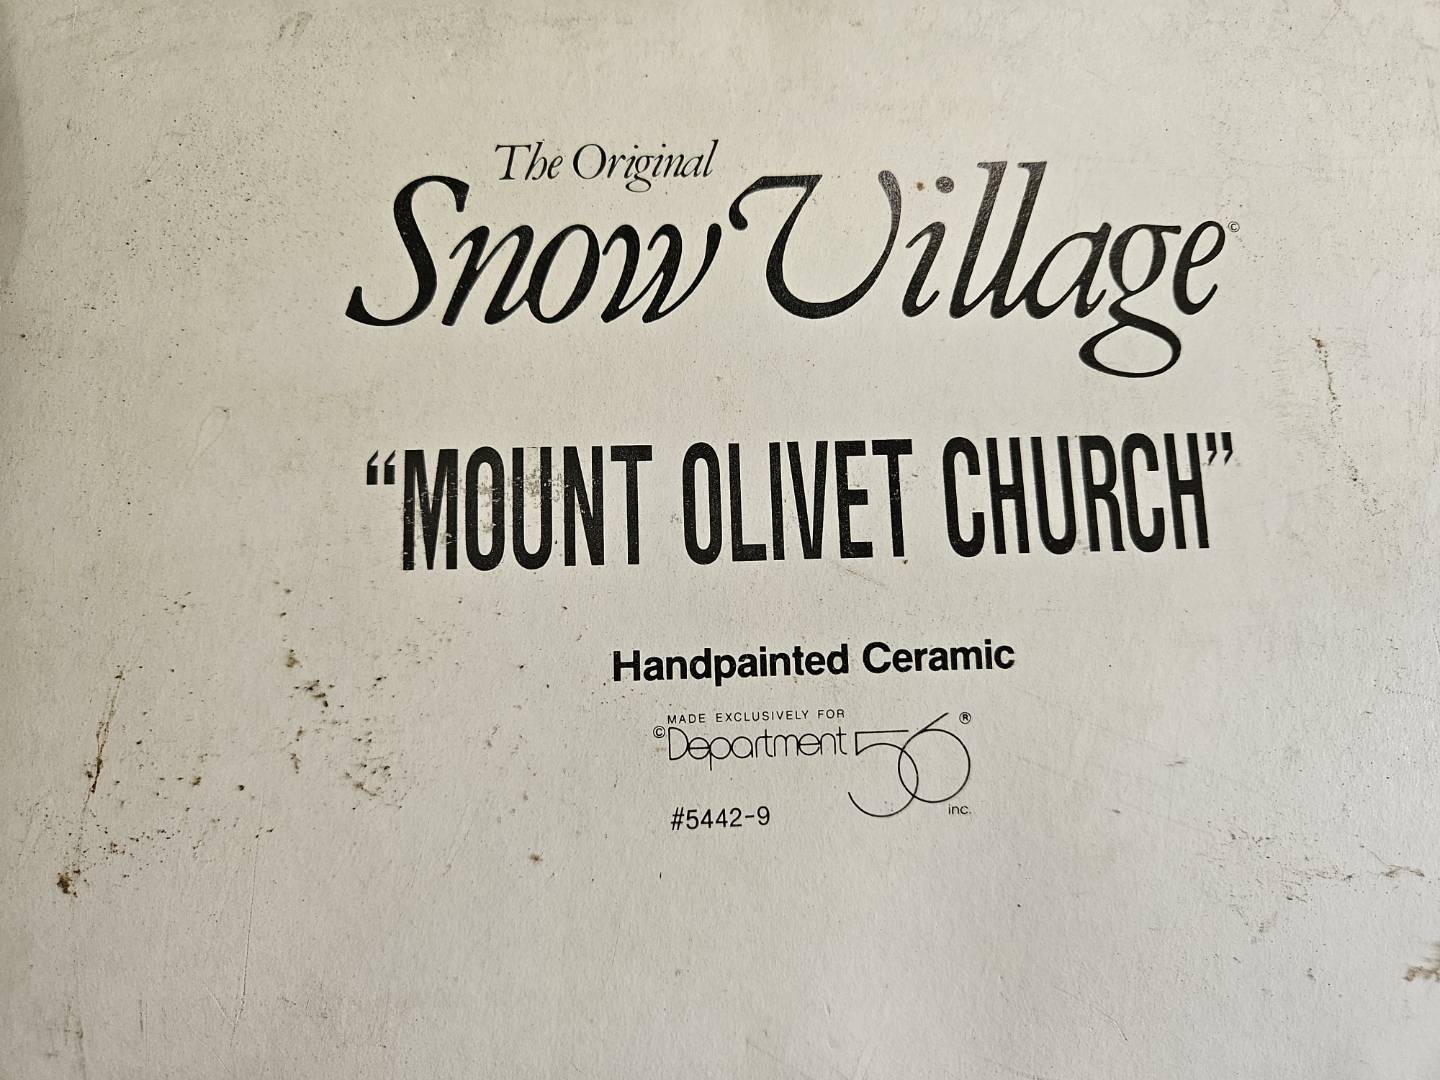 The Original
Snow Village©
“MOUNT OLIVET CHURCH”
Handpainted Ceramic
MADE EXCLUSIVELY FOR
©Department 56®
inc.
#5442-9